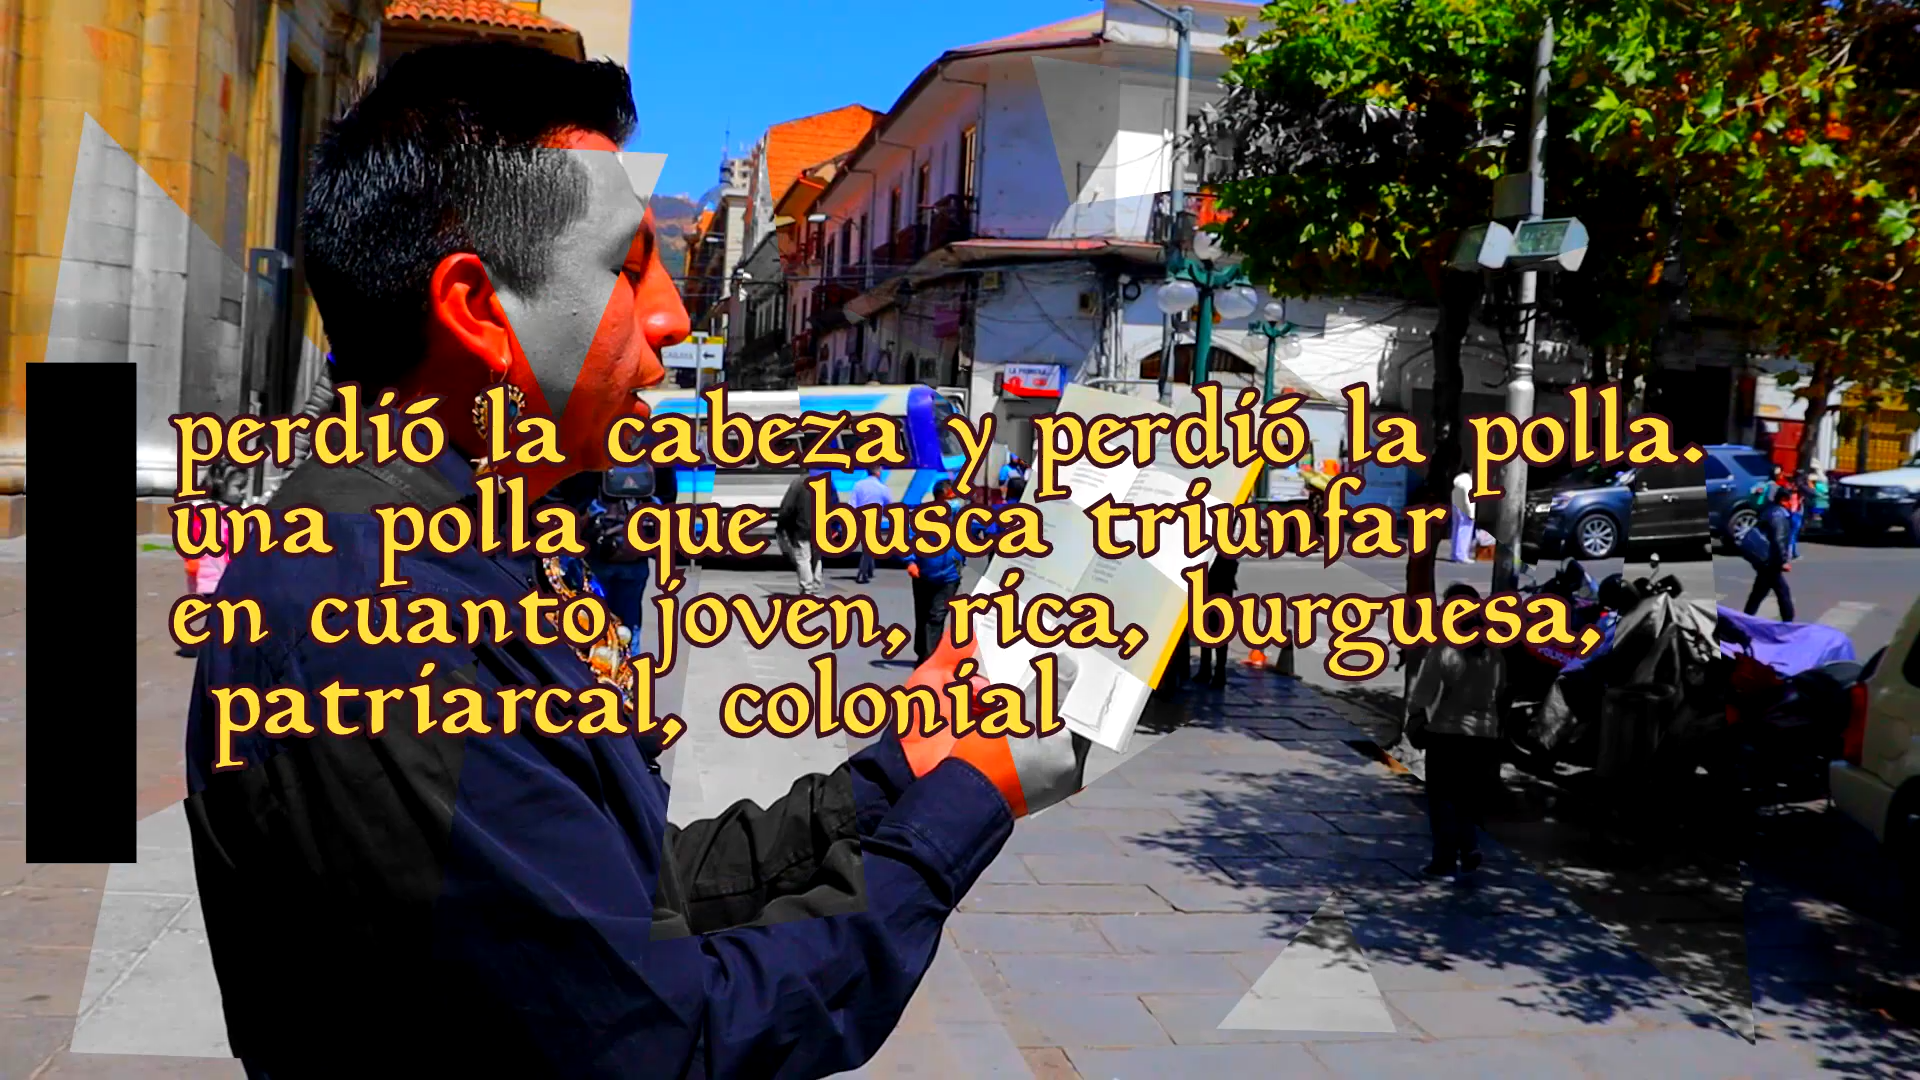 perdió la cabeza y perdió la polla.
una polla que busca triunfar
en cuanto joven, rica, burguesa,
patriarcal, colonial